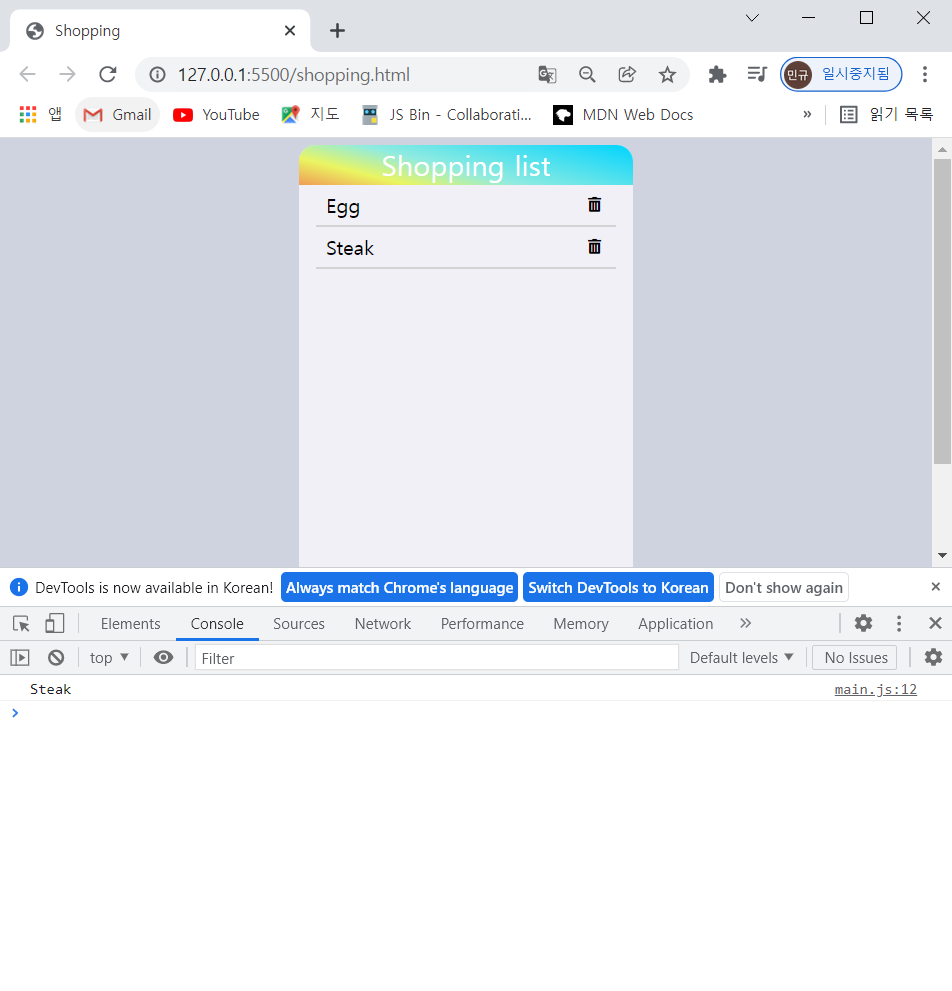 Shopping
127.0.0.1:5500/shopping.html 민규 일시중지됨
앱 Gmail YouTube 지도 JS Bin - Collaborati... MDN Web Docs » 읽기 목록
Shopping list
Egg
Steak
DevTools is now available in Korean! Always match Chrome's language Switch DevTools to Korean Don't show again
Elements Console Sources Network Performance Memory Application »
top Filter Default levels No Issues
Steak main.js:12